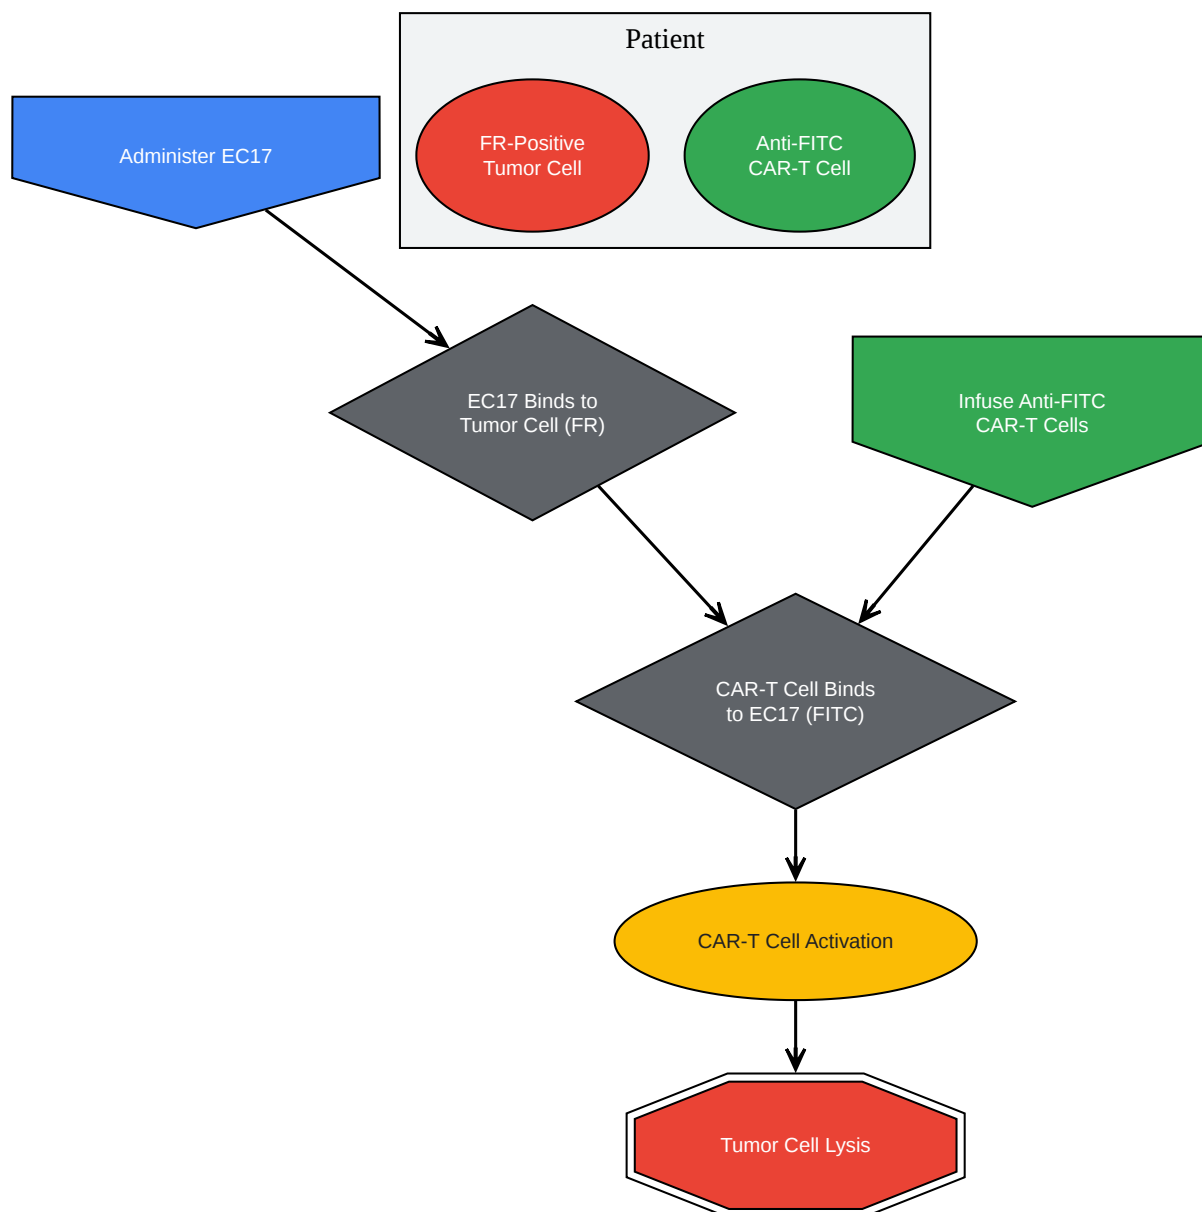 Patient
Administer EC17
FR-Positive
Tumor Cell
Anti-FITC
CAR-T Cell
EC17 Binds to
Tumor Cell (FR)
Infuse Anti-FITC
CAR-T Cells
CAR-T Cell Binds
to EC17 (FITC)
CAR-T Cell Activation
Tumor Cell Lysis